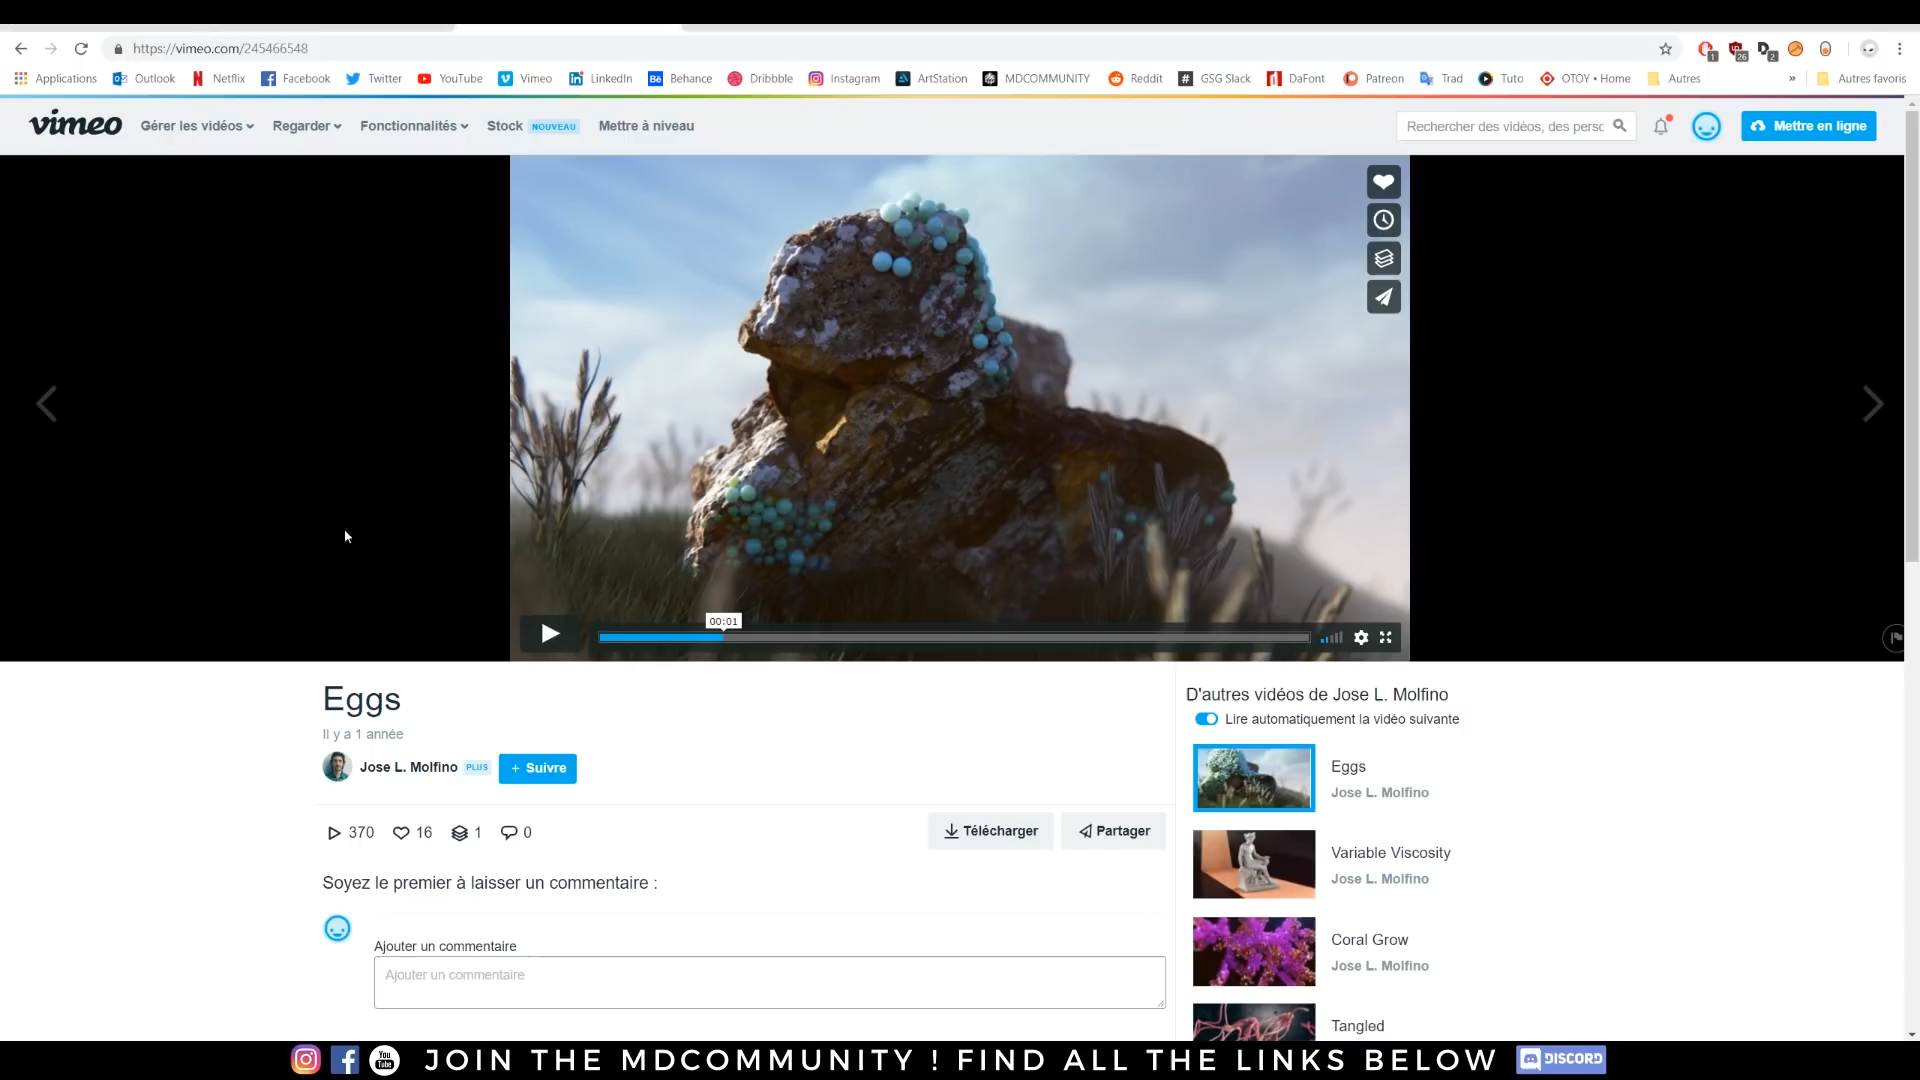 https://vimeo.com/245466548
1
26
2
Applications Outlook Netflix Facebook Twitter YouTube Vimeo LinkedIn Behance Dribbble Instagram ArtStation MDCOMMUNITY Reddit GSG Slack DaFont Patreon Trad Tuto OTOY • Home Autres » Autres favoris
vimeo Gérer les vidéos Regarder Fonctionnalités Stock NOUVEAU Mettre à niveau Rechercher des vidéos, des persc Mettre en ligne
00:01
Eggs
Il y a 1 année
Jose L. Molfino PLUS + Suivre
370 16 1 0 Télécharger Partager
Soyez le premier à laisser un commentaire :
Ajouter un commentaire
Ajouter un commentaire
D'autres vidéos de Jose L. Molfino
Lire automatiquement la vidéo suivante
Eggs
Jose L. Molfino
Variable Viscosity
Jose L. Molfino
Coral Grow
Jose L. Molfino
Tangled
You Tube JOIN THE MDCOMMUNITY ! FIND ALL THE LINKS BELOW DISCORD